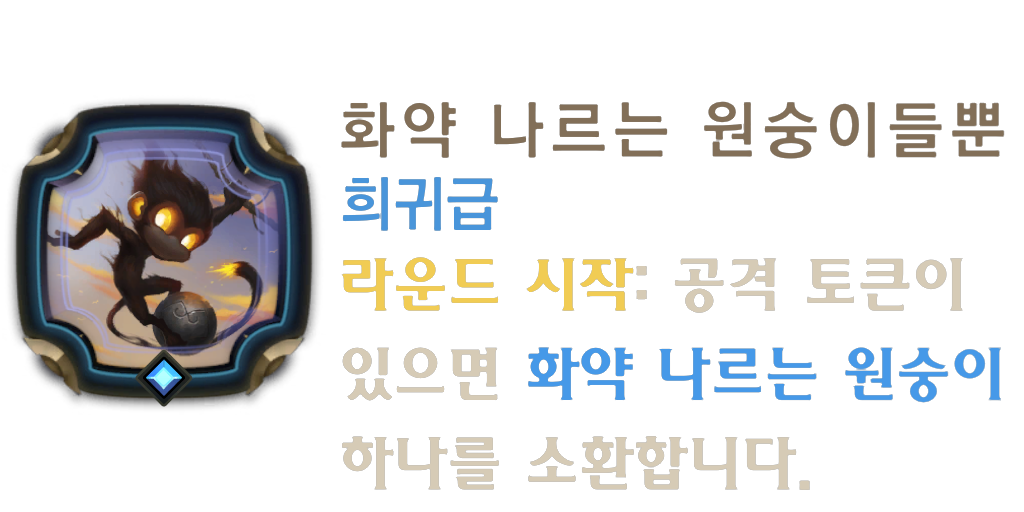 화약 나르는 원숭이들뿐
희귀급
라운드 시작: 공격 토큰이
있으면 화약 나르는 원숭이
하나를 소환합니다.